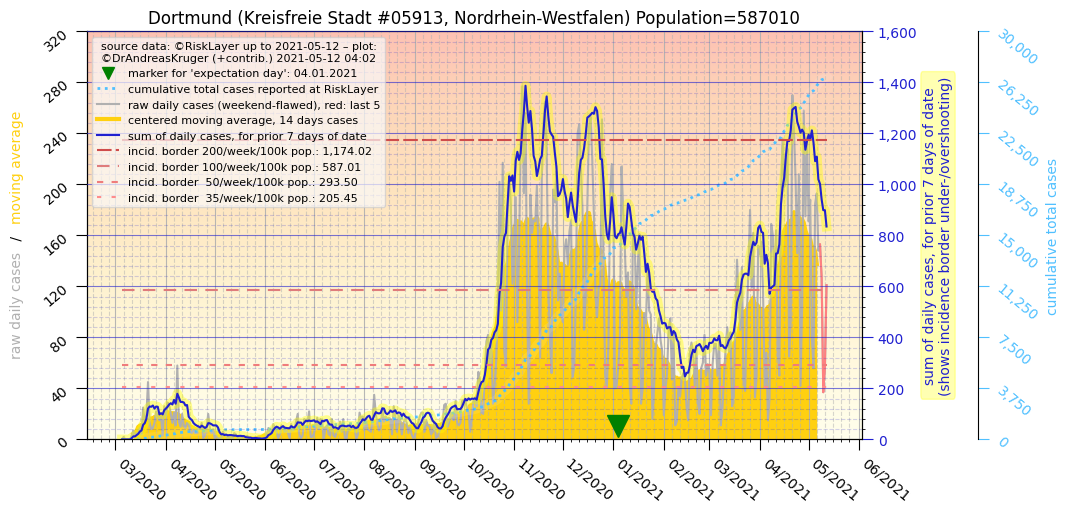 Dortmund (Kreisfreie Stadt #05913, Nordrhein-Westfalen) Population=587010
source data: ©RiskLayer up to 2021-05-12 – plot:
©DrAndreasKruger (+contrib.) 2021-05-12 04:02
marker for 'expectation day': 04.01.2021
cumulative total cases reported at RiskLayer
raw daily cases (weekend-flawed), red: last 5
centered moving average, 14 days cases
sum of daily cases, for prior 7 days of date
incid. border 200/week/100k pop.: 1,174.02
incid. border 100/week/100k pop.: 587.01
incid. border  50/week/100k pop.: 293.50
incid. border  35/week/100k pop.: 205.45
raw daily cases  /  moving average
320
280
240
200
160
120
80
40
0
03/2020
04/2020
05/2020
06/2020
07/2020
08/2020
09/2020
10/2020
11/2020
12/2020
01/2021
02/2021
03/2021
04/2021
05/2021
06/2021
1,600
1,400
1,200
1,000
800
600
400
200
0
sum of daily cases, for prior 7 days of date
(shows incidence border under-/overshooting)
30,000
26,250
22,500
18,750
15,000
11,250
7,500
3,750
0
cumulative total cases